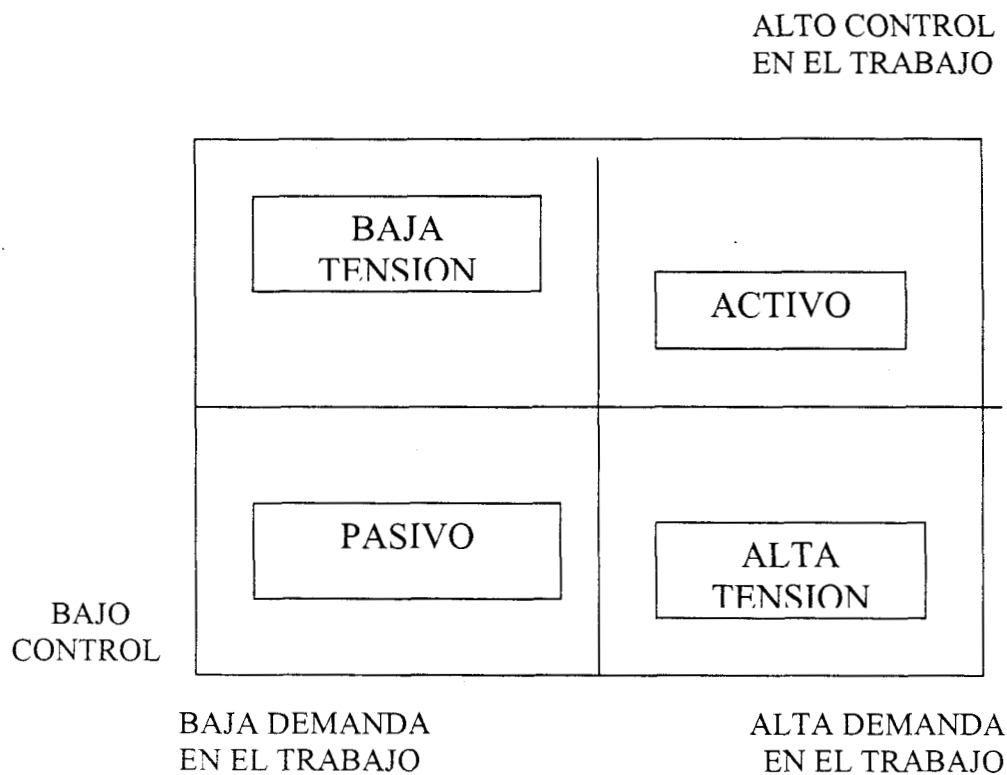 ALTO CONTROL
EN EL TRABAJO
BAJA
TENSION
ACTIVO
PASIVO
ALTA
TENSION
BAJO
CONTROL
BAJA DEMANDA
EN EL TRABAJO
ALTA DEMANDA
EN EL TRABAJO